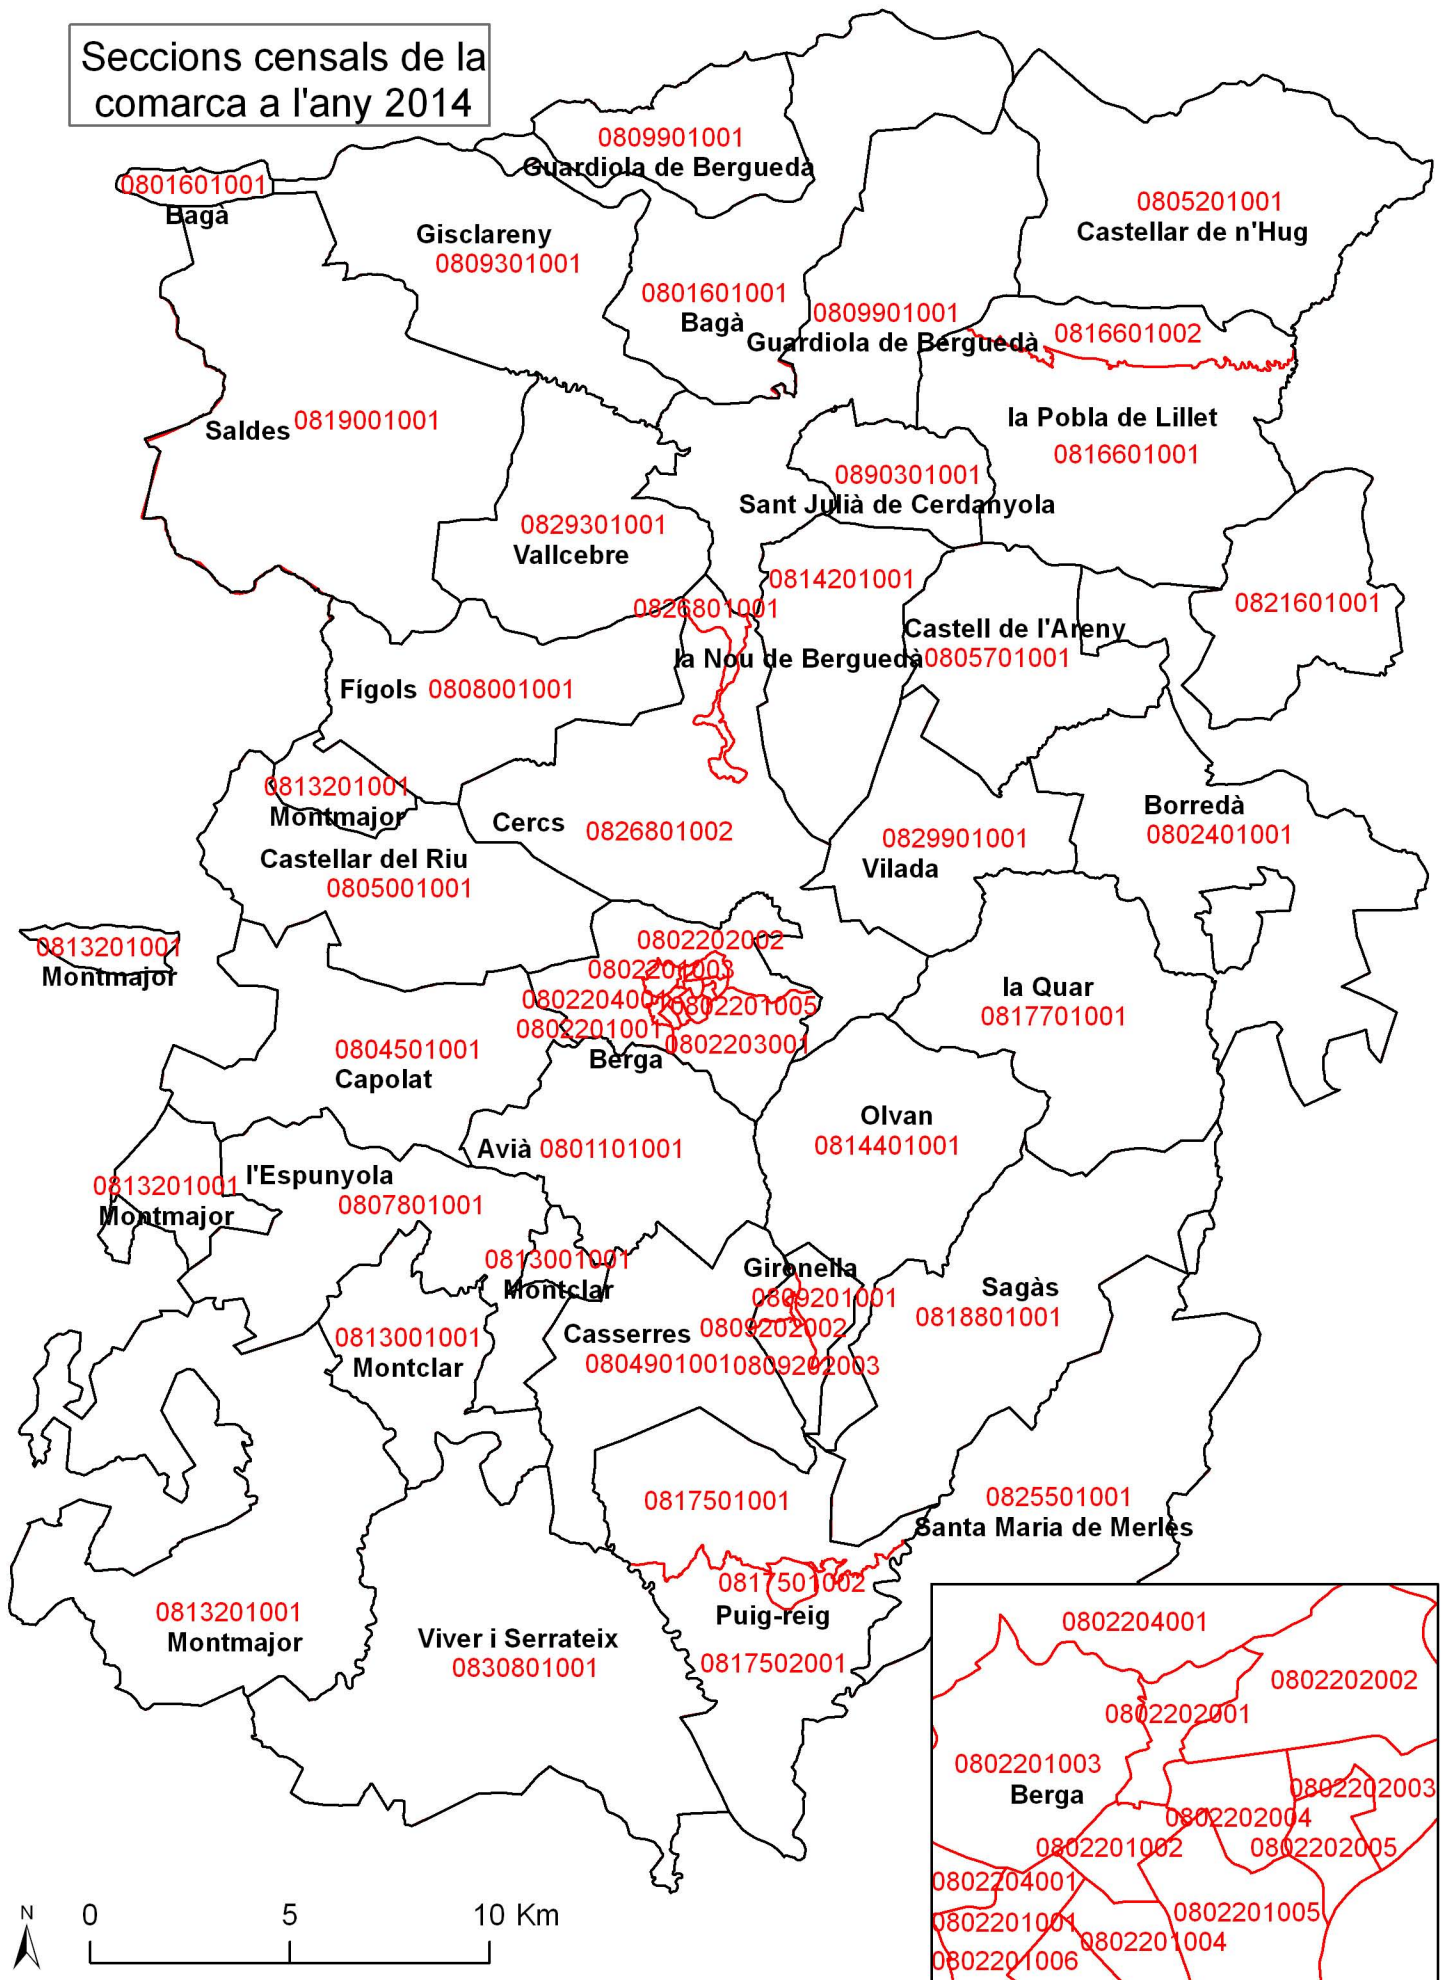 Seccions censals de la
comarca a l'any 2014
0809901001
Guardiola de Berguedà
0801601001
Bagà
0805201001
Castellar de n'Hug
Gisclareny
0809301001
0801601001
Bagà
0809901001
Guardiola de Berguedà
0816601002
Saldes
0819001001
la Pobla de Lillet
0816601001
0890301001
Sant Julià de Cerdanyola
0829301001
Vallcebre
0814201001
la Nou de Berguedà
0826801001
0821601001
Castell de l'Areny
0805701001
Fígols
0808001001
0813201001
Montmajor
Cercs
0826801002
Borredà
0802401001
0829901001
Vilada
Castellar del Riu
0805001001
0813201001
Montmajor
0802202002
0802201003
0802204001
0802201005
0802201001
0802203001
Berga
la Quar
0817701001
0804501001
Capolat
Olvan
0814401001
Avià
0801101001
l'Espunyola
0807801001
0813201001
Montmajor
0813001001
Montclar
Gironella
0809201001
0809202002
0809202003
Sagàs
0818801001
0813001001
Montclar
Casserres
0804901001
0817501001
0825501001
Santa Maria de Merlès
0817501002
Puig-reig
0817502001
0813201001
Montmajor
Viver i Serrateix
0830801001
0802204001
0802202002
0802202001
0802201003
Berga
0802202003
0802202004
0802201002
0802202005
0802204001
0802201005
0802201001
0802201004
0802201006
N
0 5 10 Km